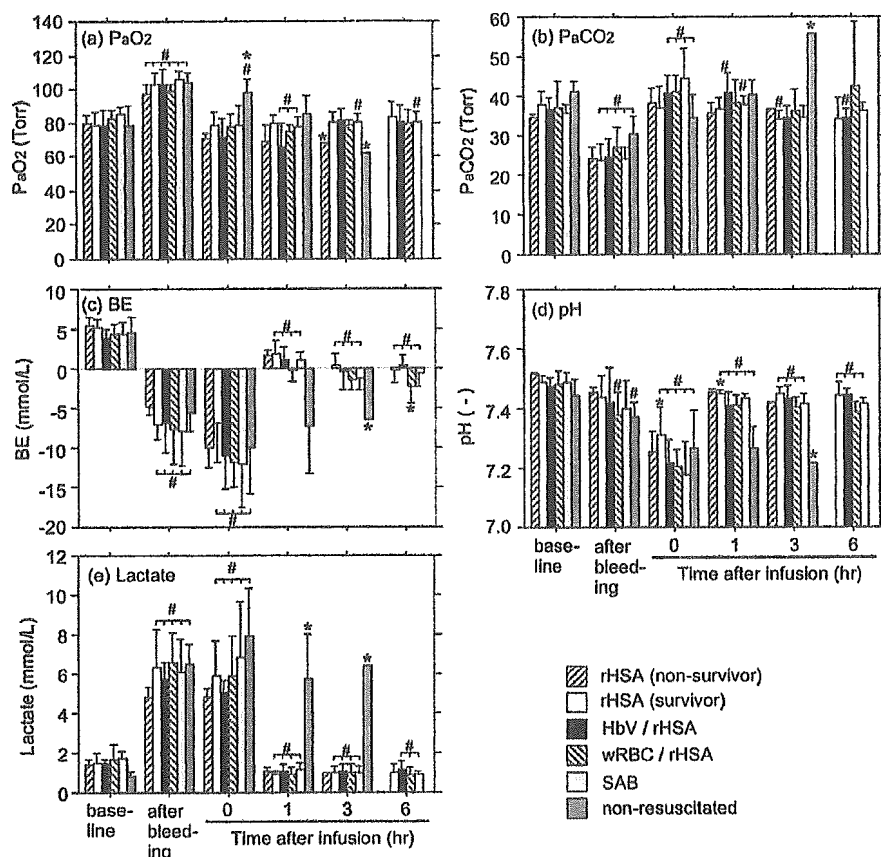 (a) PaO2
PaO2 (Torr)
140
120
100
80
60
40
20
0
#
*
#
#
*
#
*
#
(b) PaCO2
PaCO2 (Torr)
60
50
40
30
20
10
0
#
#
#
#
#
*
#
(c) BE
BE (mmol/L)
10
5
0
-5
-10
-15
-20
#
#
#
#
*
#
*
(d) pH
pH ( - )
7.8
7.6
7.4
7.2
7.0
#
#
*
#
*
#
#
*
#
base-
line
after
bleed-
ing
0
1
3
6
Time after infusion (hr)
(e) Lactate
Lactate (mmol/L)
12
10
8
6
4
2
0
#
#
#
*
#
*
#
base-
line
after
bleed-
ing
0
1
3
6
Time after infusion (hr)
rHSA (non-survivor)
rHSA (survivor)
HbV / rHSA
wRBC / rHSA
SAB
non-resuscitated